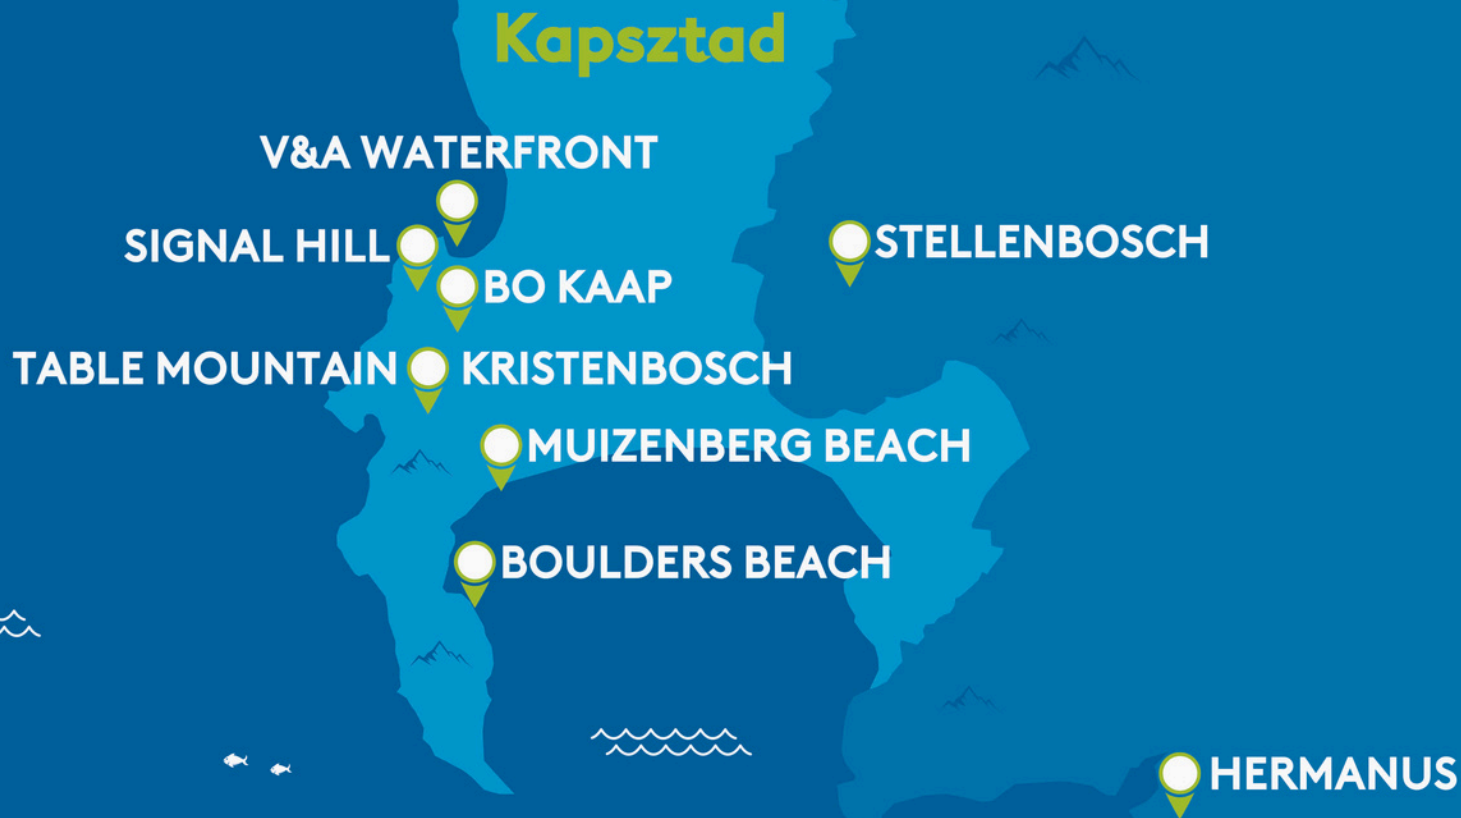 Kapsztad
V&A WATERFRONT
SIGNAL HILL
STELLENBOSCH
BO KAAP
TABLE MOUNTAIN
KRISTENBOSCH
MUIZENBERG BEACH
BOULDERS BEACH
HERMANUS